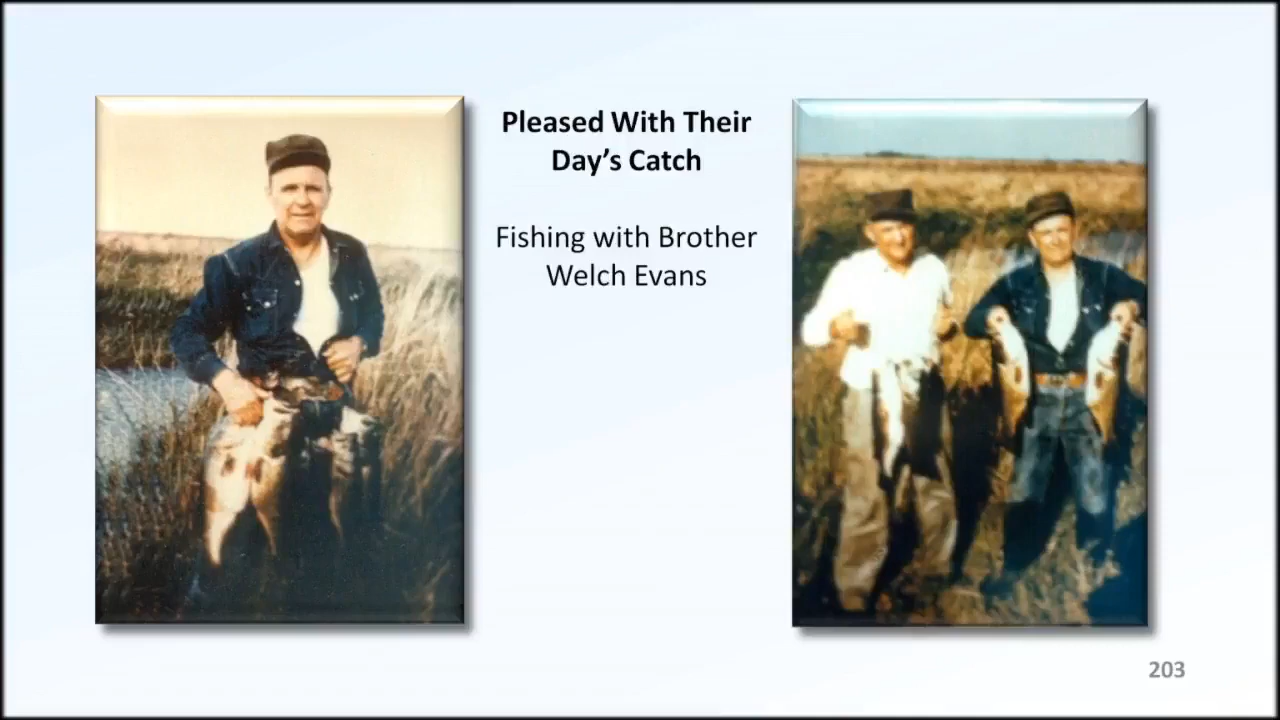 Pleased With Their
Day’s Catch
Fishing with Brother
Welch Evans
203